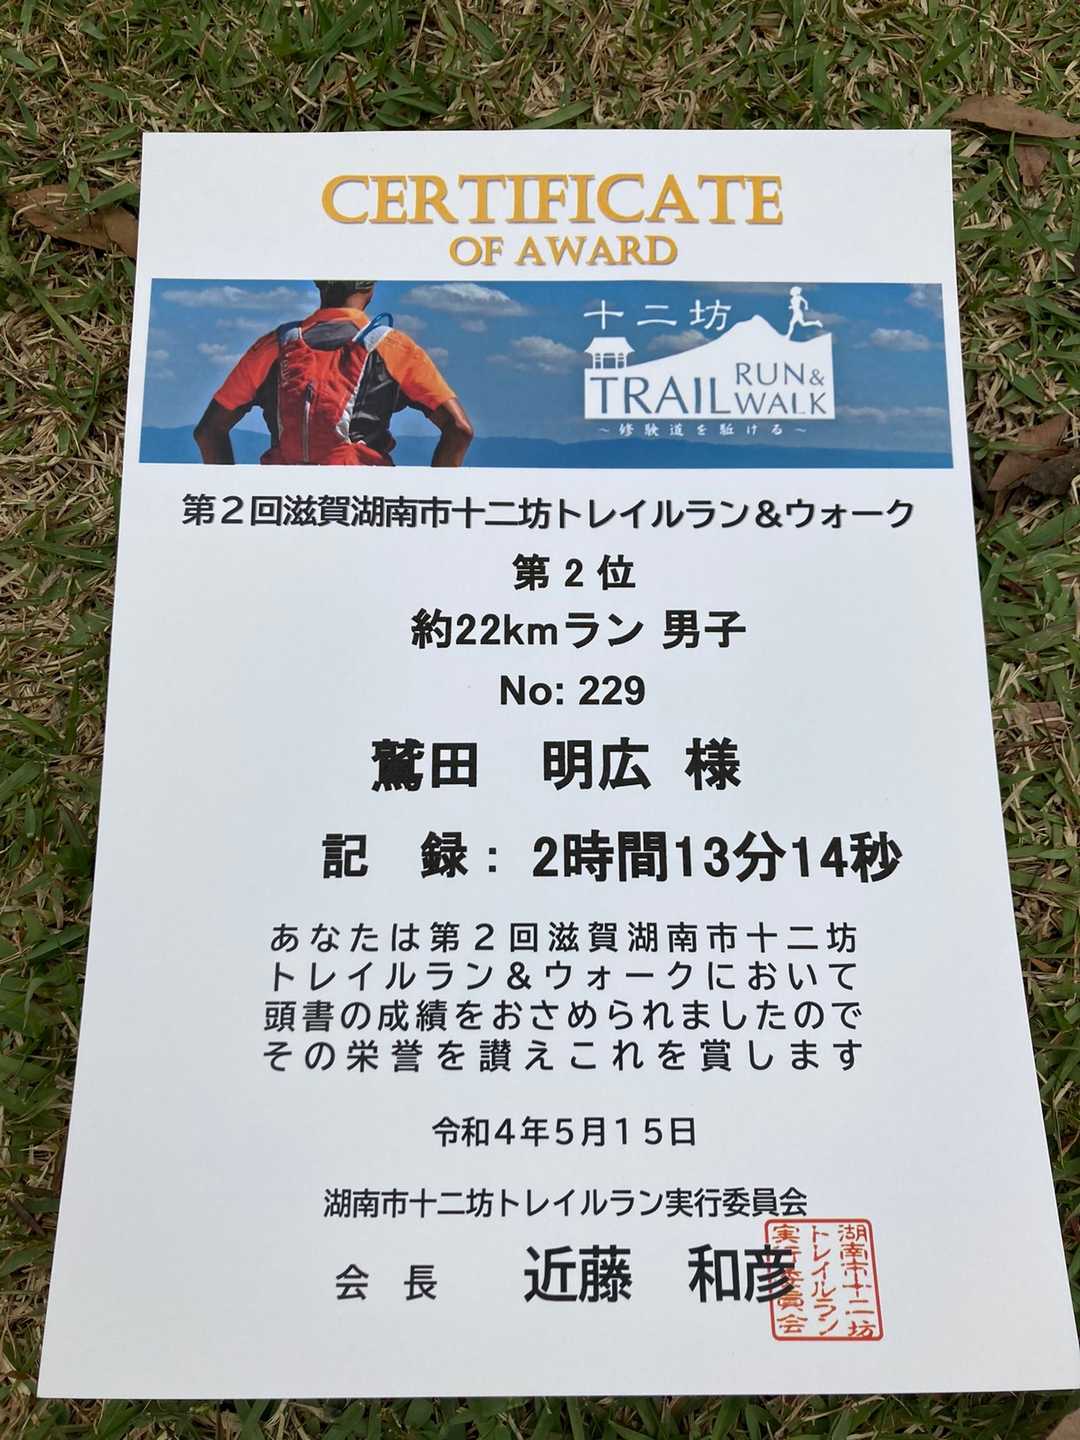 CERTIFICATE
OF AWARD
十二坊
TRAIL RUN & WALK
～修験道を駈ける～
第２回滋賀湖南市十二坊トレイルラン＆ウォーク
第 2 位
約22kmラン 男子
No: 229
鷲田　明広 様
記　録： 2時間13分14秒
あなたは第２回滋賀湖南市十二坊
トレイルラン＆ウォークにおいて
頭書の成績をおさめられましたので
その栄誉を讃えこれを賞します
令和４年５月１５日
湖南市十二坊トレイルラン実行委員会
会　長　近藤　和彦
湖南市十二坊
トレイルラン
実行委員会